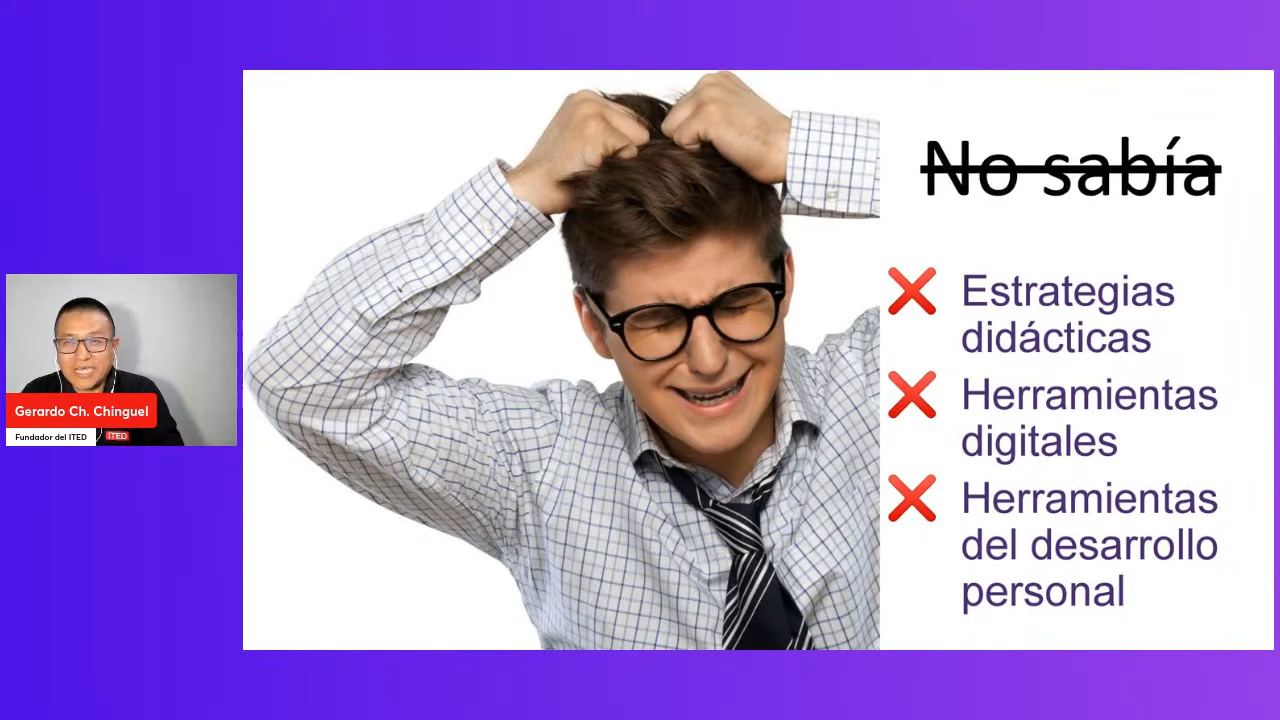 No sabía
Estrategias
didácticas
Herramientas
digitales
Herramientas
del desarrollo
personal
Gerardo Ch. Chinguel
Fundador del ITED
ITED